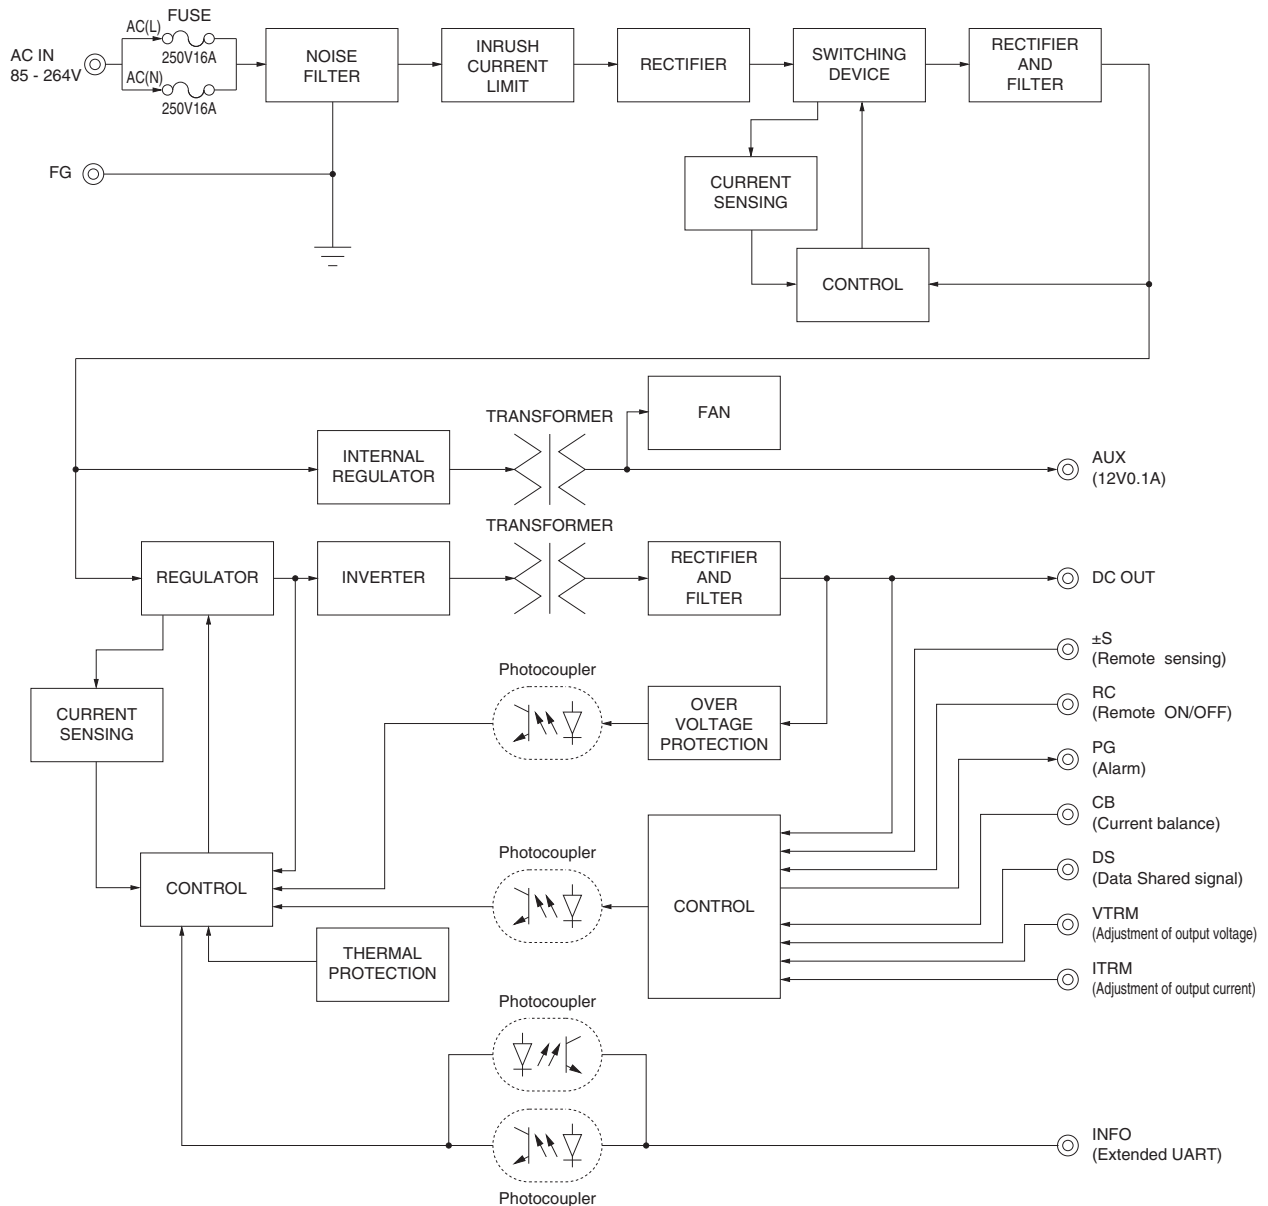 FUSE
AC(L)
250V16A
AC IN
85 - 264V
AC(N)
250V16A
NOISE
FILTER
INRUSH
CURRENT
LIMIT
RECTIFIER
SWITCHING
DEVICE
RECTIFIER
AND
FILTER
FG
CURRENT
SENSING
CONTROL
TRANSFORMER
FAN
INTERNAL
REGULATOR
AUX
(12V0.1A)
TRANSFORMER
REGULATOR
INVERTER
RECTIFIER
AND
FILTER
DC OUT
±S
(Remote sensing)
Photocoupler
OVER
VOLTAGE
PROTECTION
RC
(Remote ON/OFF)
CURRENT
SENSING
PG
(Alarm)
CB
(Current balance)
Photocoupler
DS
(Data Shared signal)
CONTROL
CONTROL
VTRM
(Adjustment of output voltage)
THERMAL
PROTECTION
ITRM
(Adjustment of output current)
Photocoupler
INFO
(Extended UART)
Photocoupler